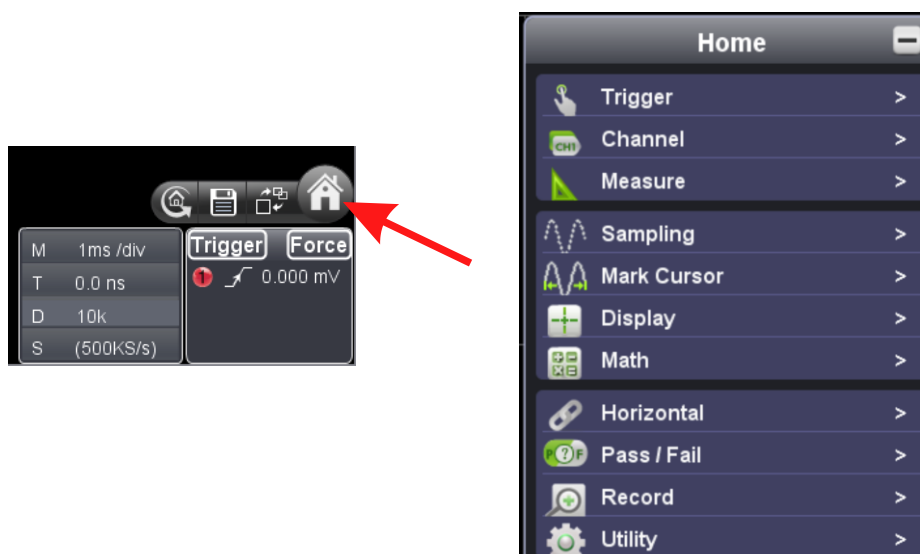 M 1ms /div
T 0.0 ns
D 10k
S (500KS/s)
Trigger Force
1 0.000 mV
Home
Trigger >
CH1 Channel >
Measure >
Sampling >
Mark Cursor >
Display >
Math >
Horizontal >
P ? F Pass / Fail >
Record >
Utility >